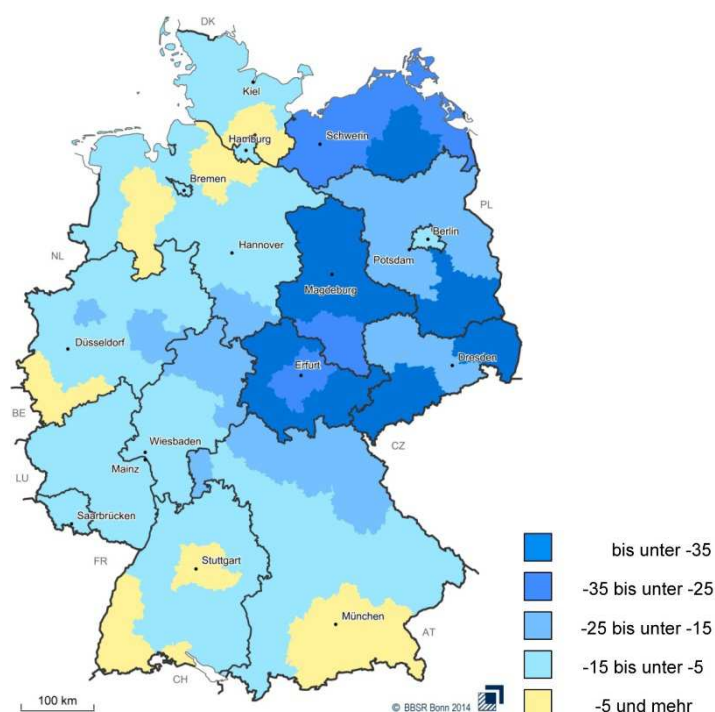 DK
Kiel
Hamburg
Schwerin
Bremen
PL
Berlin
NL
Hannover
Potsdam
Magdeburg
Düsseldorf
Erfurt
Dresden
BE
Wiesbaden
CZ
LU
Mainz
Saarbrücken
FR
Stuttgart
München
AT
CH
bis unter -35
-35 bis unter -25
-25 bis unter -15
-15 bis unter -5
-5 und mehr
100 km
© BBSR Bonn 2014